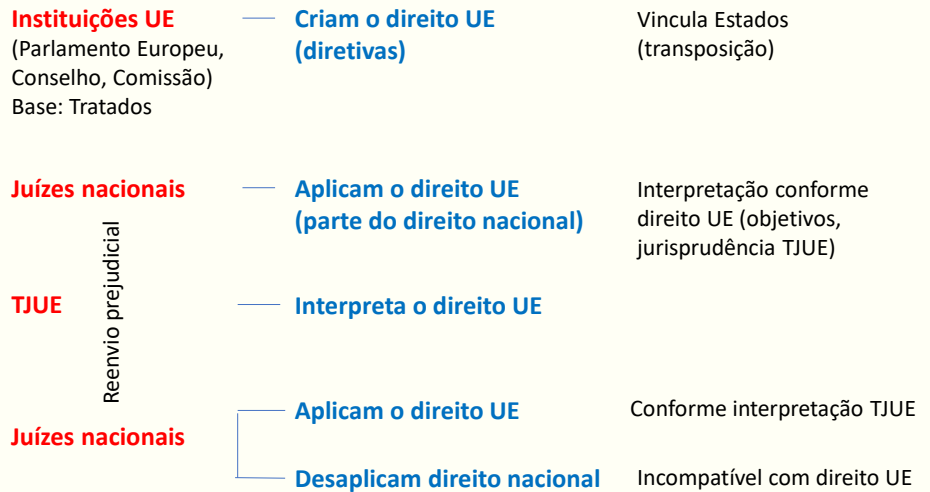 Instituições UE
(Parlamento Europeu,
Conselho, Comissão)
Base: Tratados
Criam o direito UE
(diretivas)
Vincula Estados
(transposição)
Juízes nacionais
Aplicam o direito UE
(parte do direito nacional)
Interpretação conforme
direito UE (objetivos,
jurisprudência TJUE)
Reenvio prejudicial
TJUE
Interpreta o direito UE
Juízes nacionais
Aplicam o direito UE
Conforme interpretação TJUE
Desaplicam direito nacional
Incompatível com direito UE